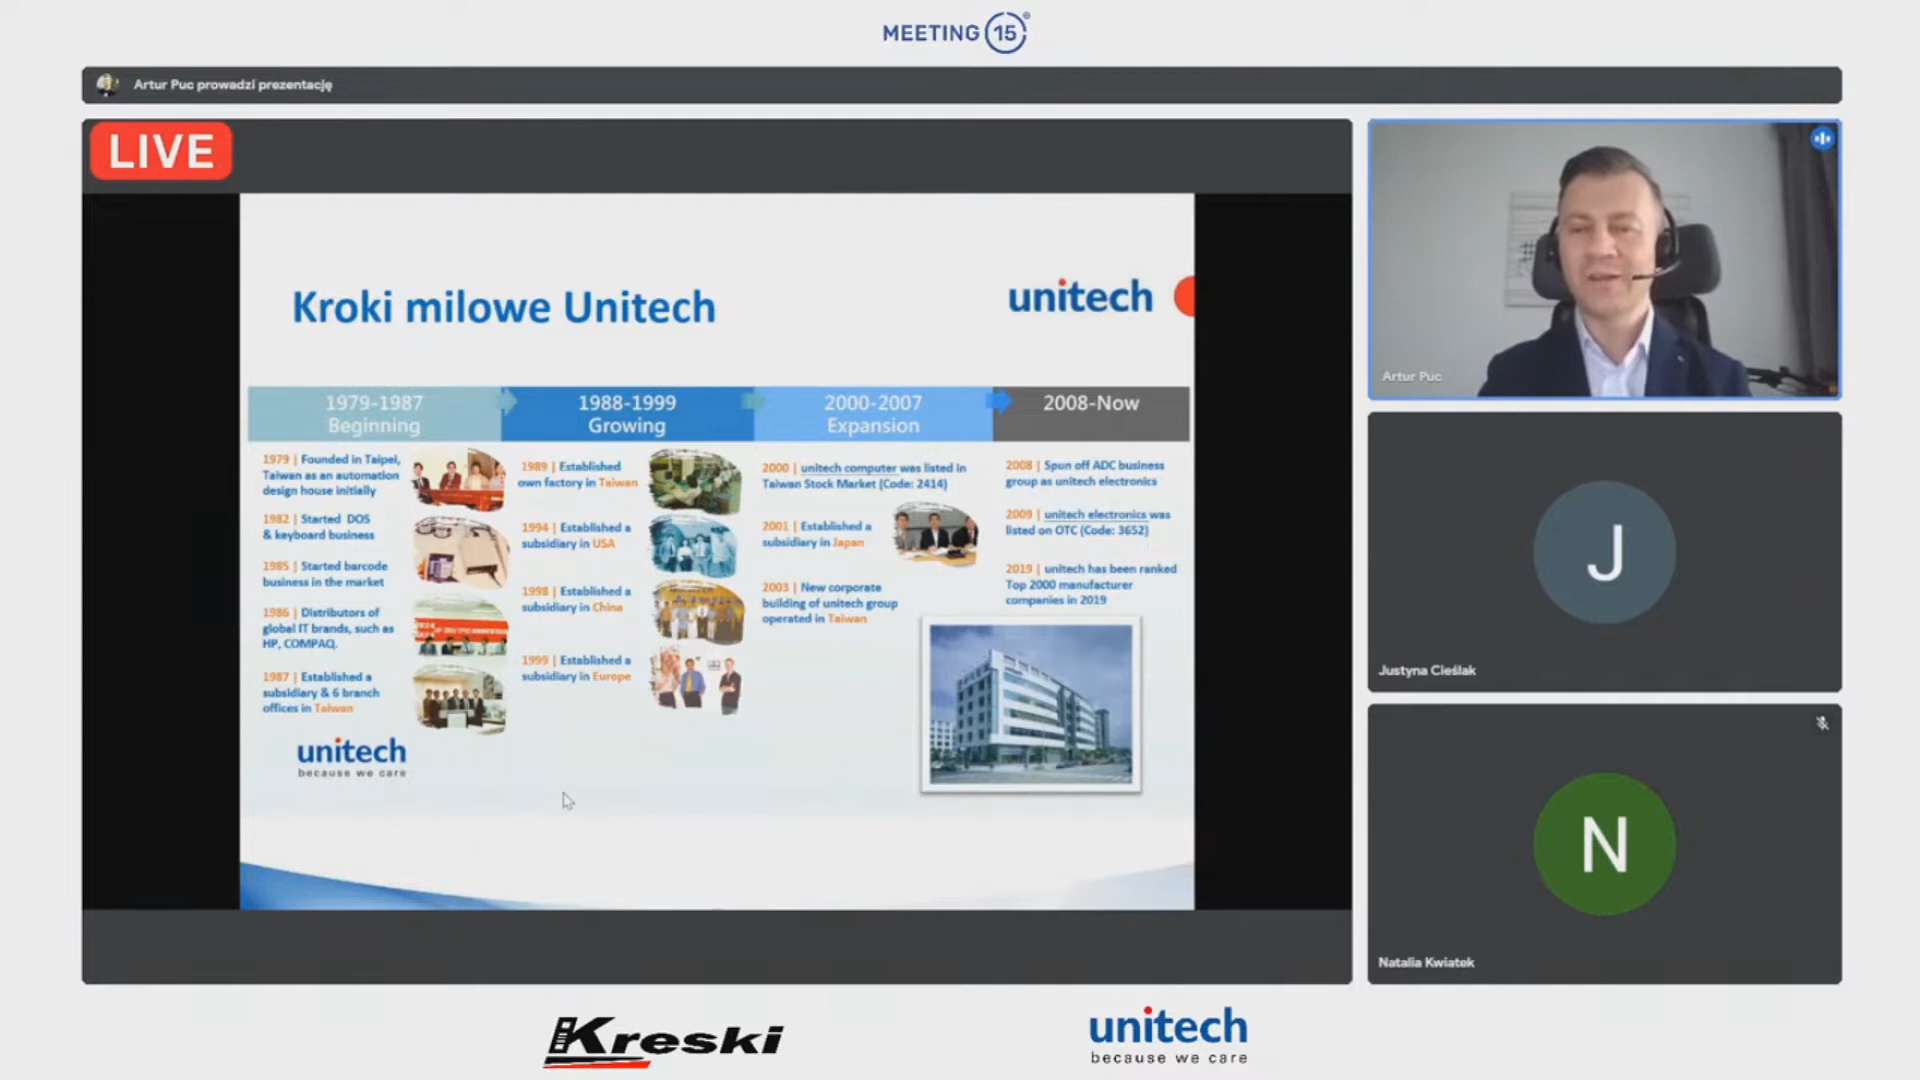 MEETING 15
Artur Puc prowadzi prezentację
LIVE
Kroki milowe Unitech
unitech
1979-1987
Beginning
1979 | Founded in Taipei,
Taiwan as an automation
design house initially
1982 | Started DOS
& keyboard business
1985 | Started barcode
business in the market
1986 | Distributors of
global IT brands, such as
HP, COMPAQ.
1987 | Established a
subsidiary & 6 branch
offices in Taiwan
unitech
because we care
1988-1999
Growing
1989 | Established
own factory in Taiwan
1994 | Established a
subsidiary in USA
1998 | Established a
subsidiary in China
1999 | Established a
subsidiary in Europe
2000-2007
Expansion
2000 | unitech computer was listed in
Taiwan Stock Market (Code: 2414)
2001 | Established a
subsidiary in Japan
2003 | New corporate
building of unitech group
operated in Taiwan
2008-Now
2008 | Spun off ADC business
group as unitech electronics
2009 | unitech electronics was
listed on OTC (Code: 3652)
2019 | unitech has been ranked
Top 2000 manufacturer
companies in 2019
Artur Puc
J
Justyna Cieślak
N
Natalia Kwiatek
Kreski
unitech
because we care